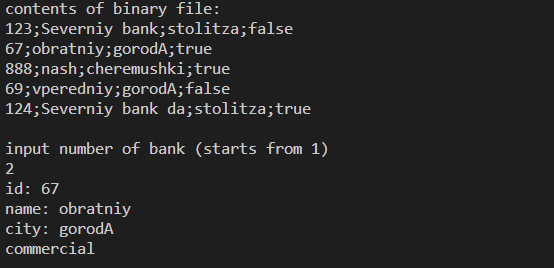 contents of binary file:
123;Severniy bank;stolitza;false
67;obratniy;gorodA;true
888;nash;cheremushki;true
69;vperedniy;gorodA;false
124;Severniy bank da;stolitza;true
input number of bank (starts from 1)
2
id: 67
name: obratniy
city: gorodA
commercial